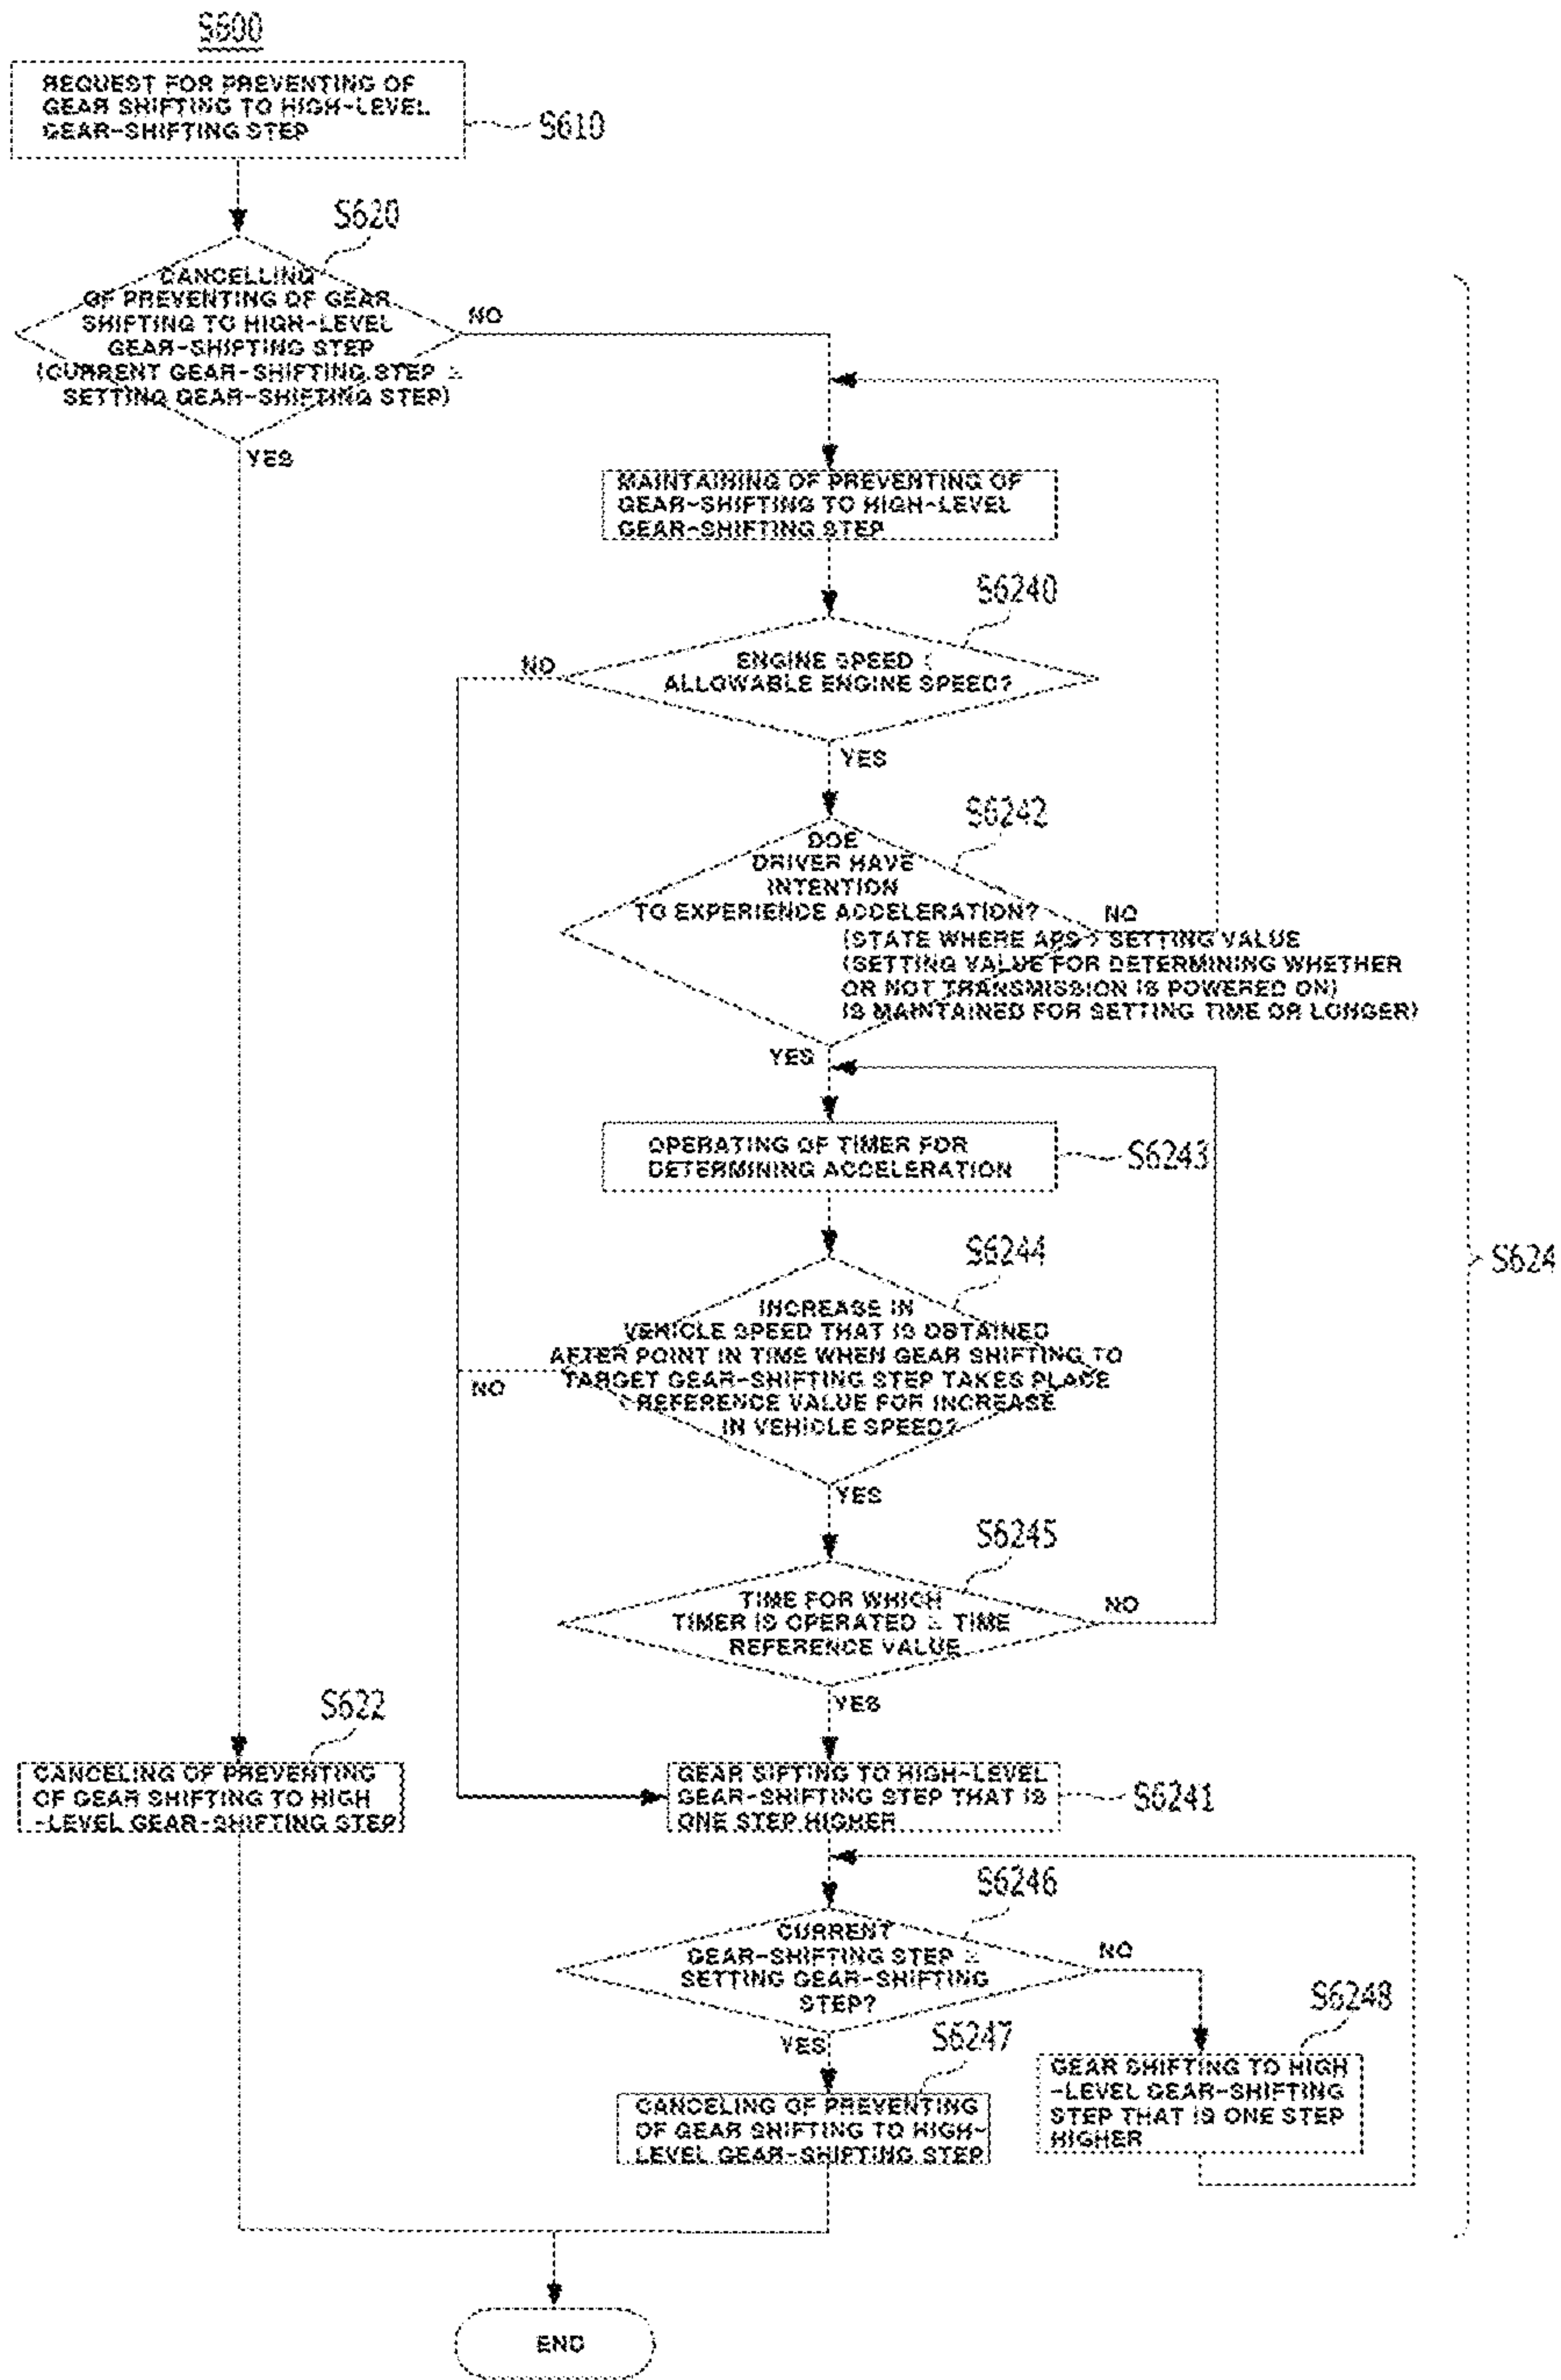 S600
REQUEST FOR PREVENTING OF
GEAR SHIFTING TO HIGH-LEVEL
GEAR-SHIFTING STEP
S610
S620
CANCELLING
OF PREVENTING OF GEAR
SHIFTING TO HIGH-LEVEL
GEAR-SHIFTING STEP
(CURRENT GEAR-SHIFTING STEP ≥
SETTING GEAR-SHIFTING STEP)
NO
YES
MAINTAINING OF PREVENTING OF
GEAR-SHIFTING TO HIGH-LEVEL
GEAR-SHIFTING STEP
S6240
ENGINE SPEED <
ALLOWABLE ENGINE SPEED?
NO
YES
S6242
DOE
DRIVER HAVE
INTENTION
TO EXPERIENCE ACCELERATION?
NO
(STATE WHERE APS > SETTING VALUE
(SETTING VALUE FOR DETERMINING WHETHER
OR NOT TRANSMISSION IS POWERED ON)
IS MAINTAINED FOR SETTING TIME OR LONGER)
YES
OPERATING OF TIMER FOR
DETERMINING ACCELERATION
S6243
S6244
INCREASE IN
VEHICLE SPEED THAT IS OBTAINED
AFTER POINT IN TIME WHEN GEAR SHIFTING TO
TARGET GEAR-SHIFTING STEP TAKES PLACE
< REFERENCE VALUE FOR INCREASE
IN VEHICLE SPEED?
NO
YES
S624
S6245
TIME FOR WHICH
TIMER IS OPERATED ≥ TIME
REFERENCE VALUE
NO
YES
S622
CANCELING OF PREVENTING
OF GEAR SHIFTING TO HIGH
-LEVEL GEAR-SHIFTING STEP
GEAR SIFTING TO HIGH-LEVEL
GEAR-SHIFTING STEP THAT IS
ONE STEP HIGHER
S6241
S6246
CURRENT
GEAR-SHIFTING STEP ≥
SETTING GEAR-SHIFTING
STEP?
NO
YES
S6247
CANCELING OF PREVENTING
OF GEAR SHIFTING TO HIGH-
LEVEL GEAR-SHIFTING STEP
S6248
GEAR SHIFTING TO HIGH
-LEVEL GEAR-SHIFTING
STEP THAT IS ONE STEP
HIGHER
END